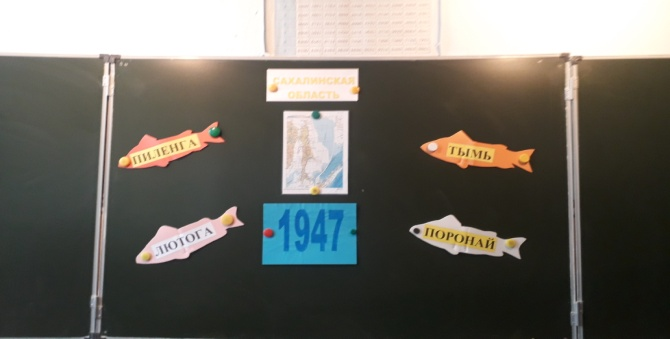 САХАЛИНСКАЯ
ОБЛАСТЬ
ПИЛЕНГА
ТЫМЬ
ЛЮТОГА
1947
ПОРОНАЙ